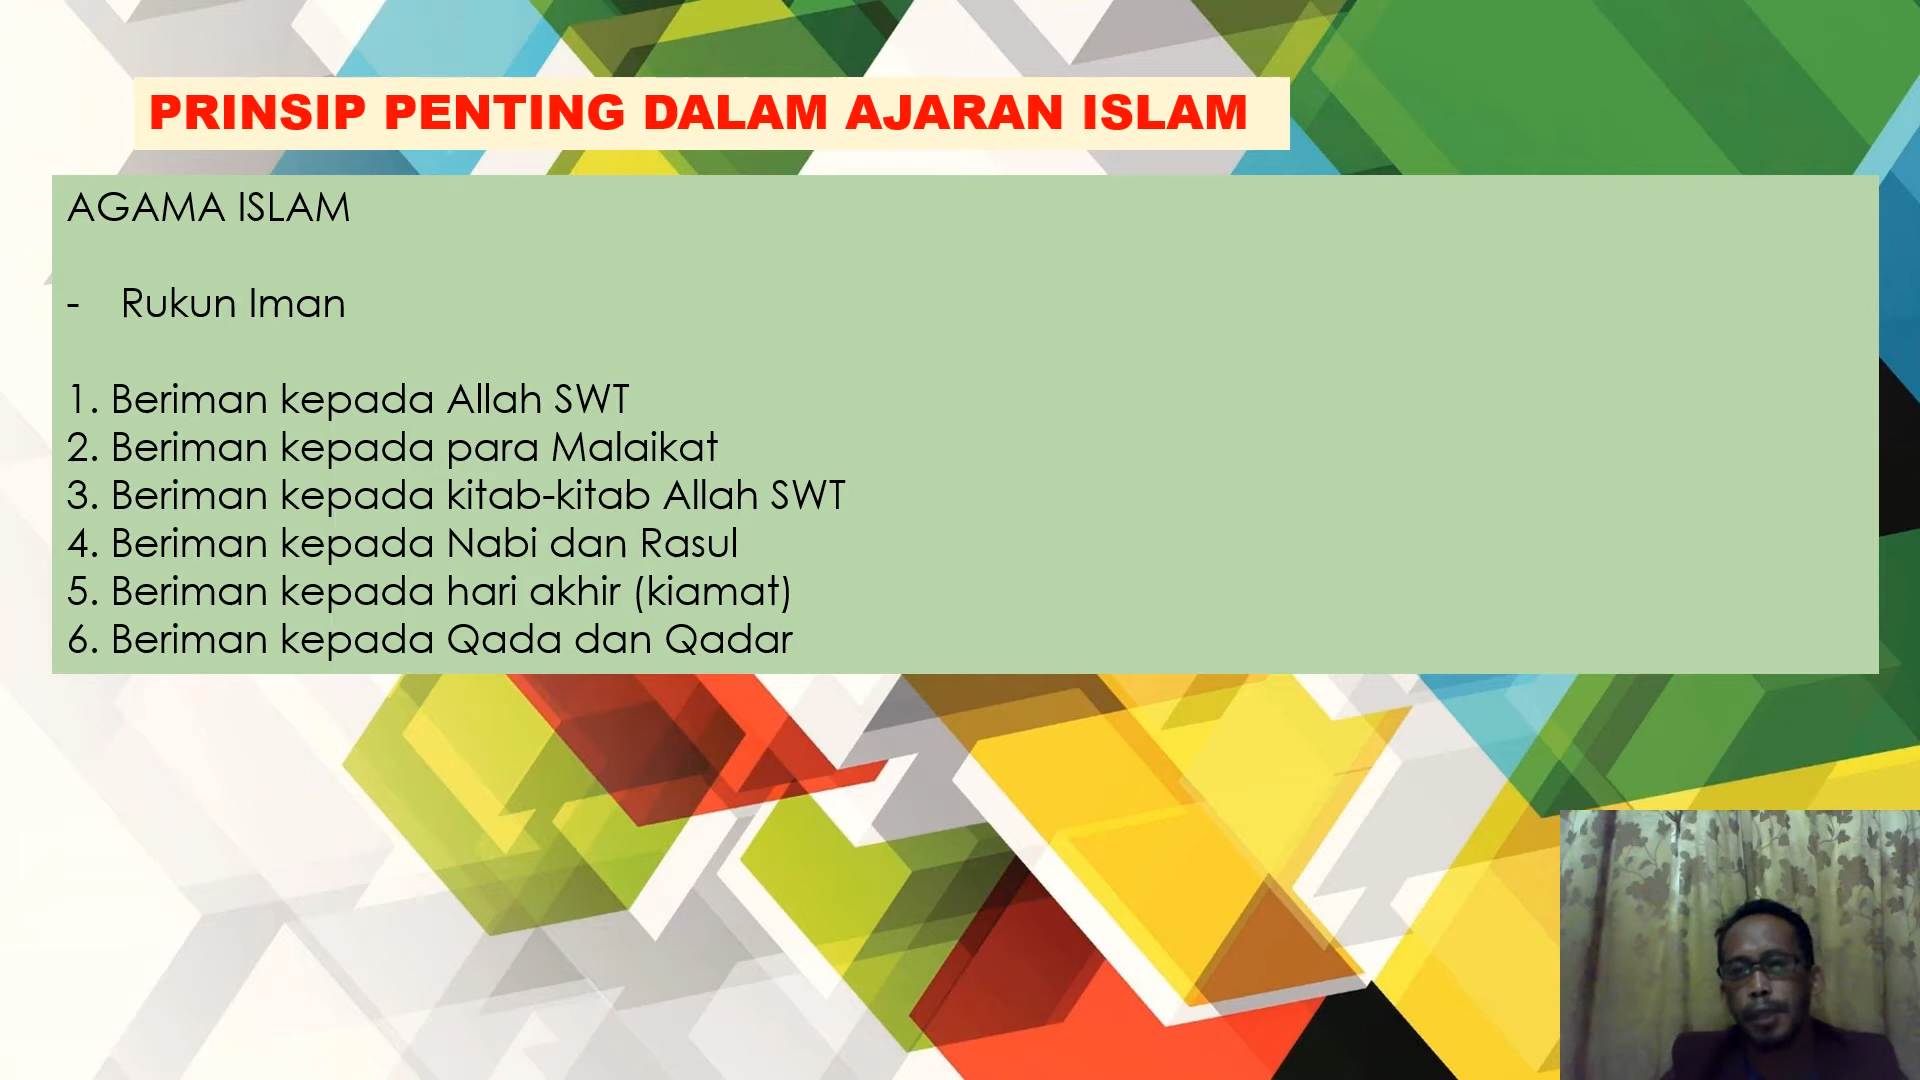 PRINSIP PENTING DALAM AJARAN ISLAM
AGAMA ISLAM
- Rukun Iman
1. Beriman kepada Allah SWT
2. Beriman kepada para Malaikat
3. Beriman kepada kitab-kitab Allah SWT
4. Beriman kepada Nabi dan Rasul
5. Beriman kepada hari akhir (kiamat)
6. Beriman kepada Qada dan Qadar